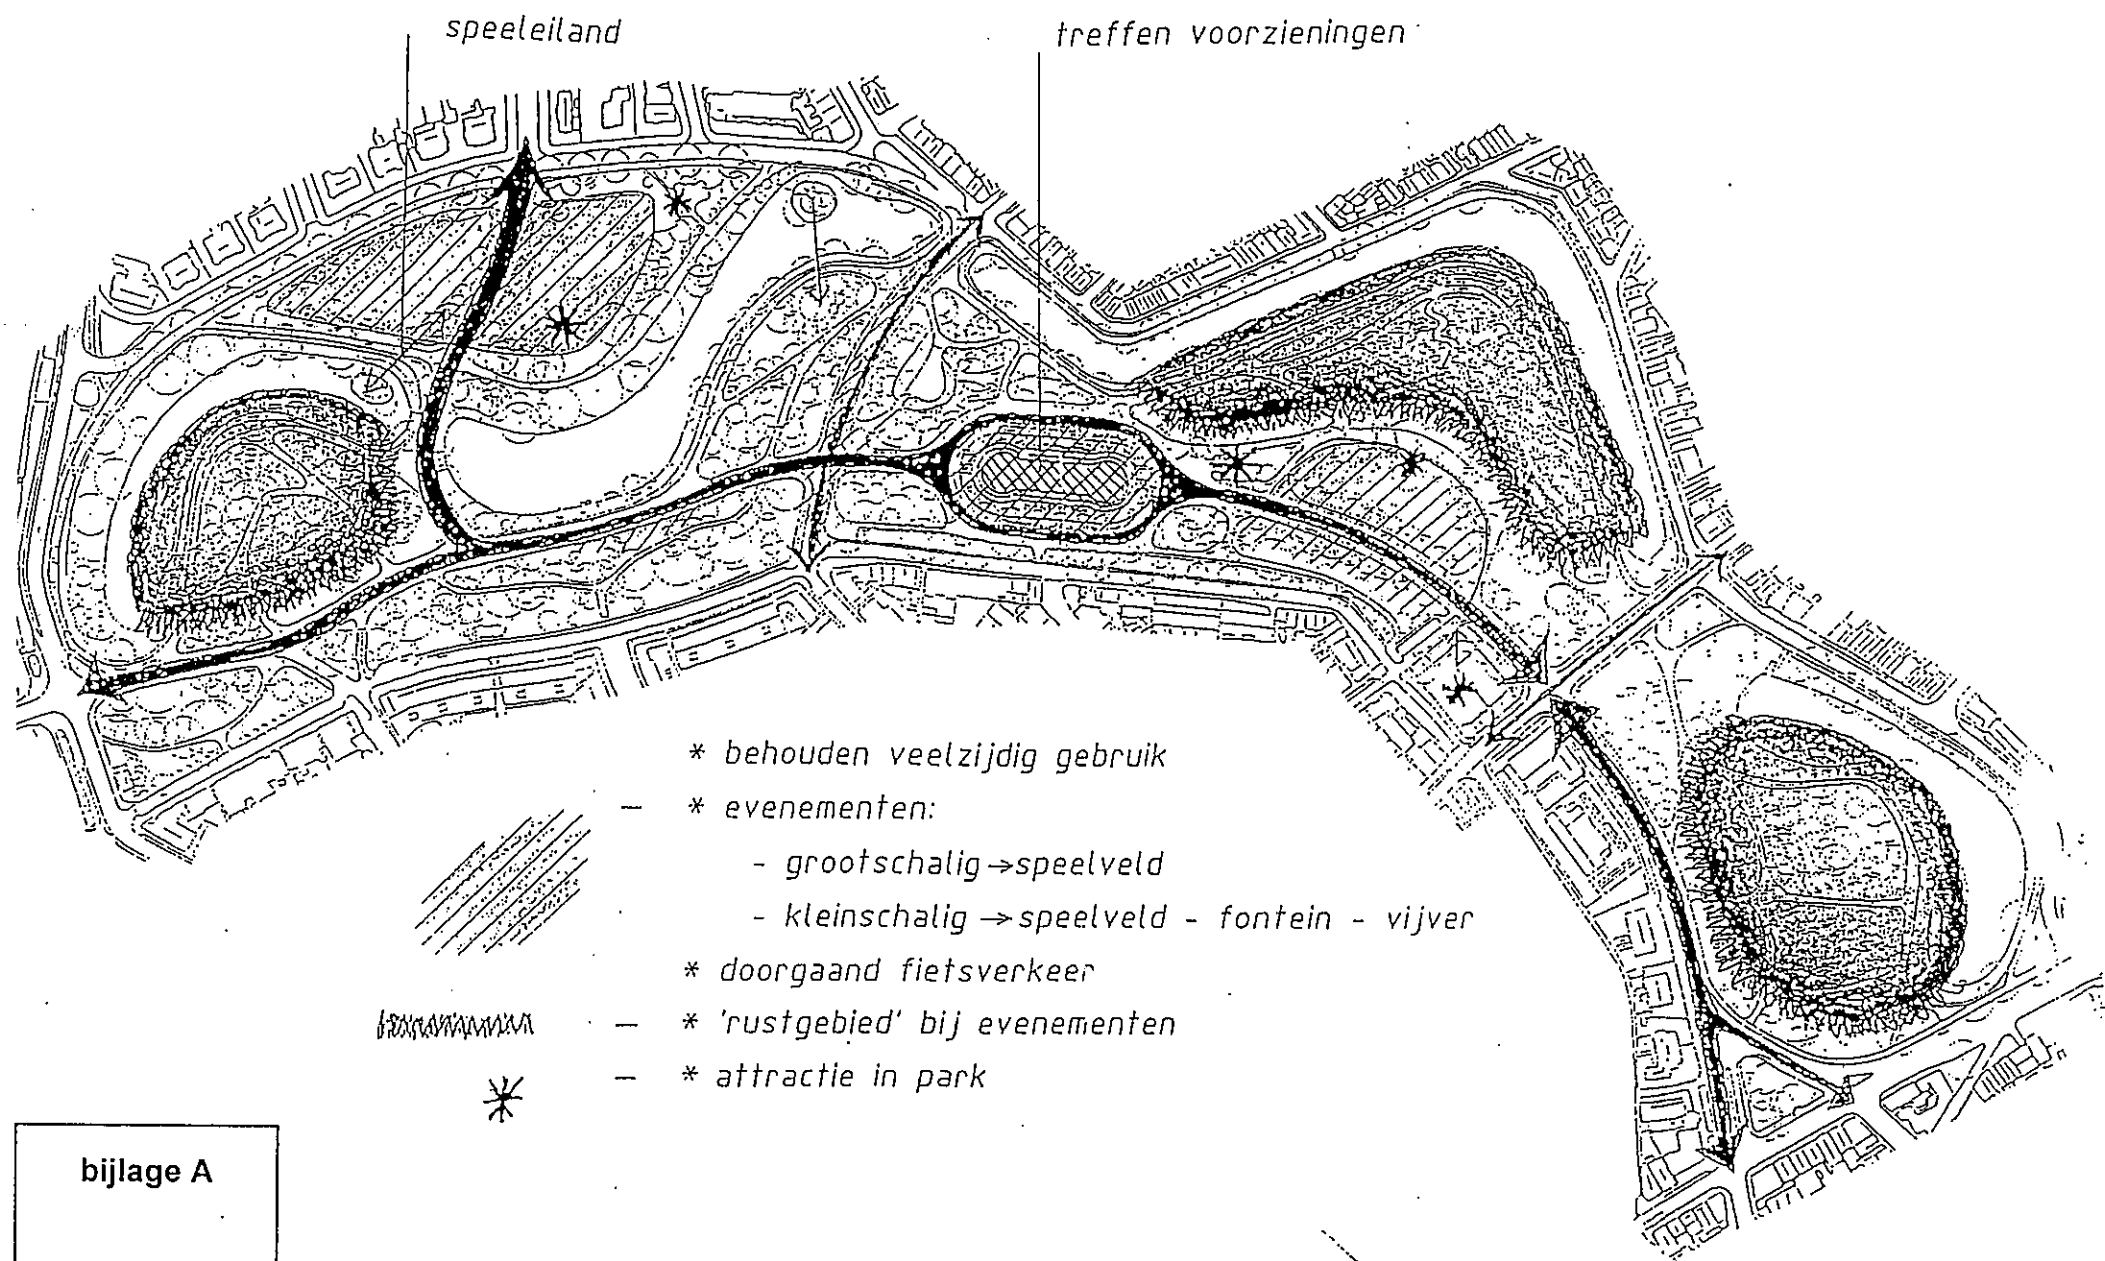 speeleiland
treffen voorzieningen
* behouden veelzijdig gebruik
— * evenementen:
- grootschalig → speelveld
- kleinschalig → speelveld - fontein - vijver
* doorgaand fietsverkeer
— * 'rustgebied' bij evenementen
— * attractie in park
bijlage A